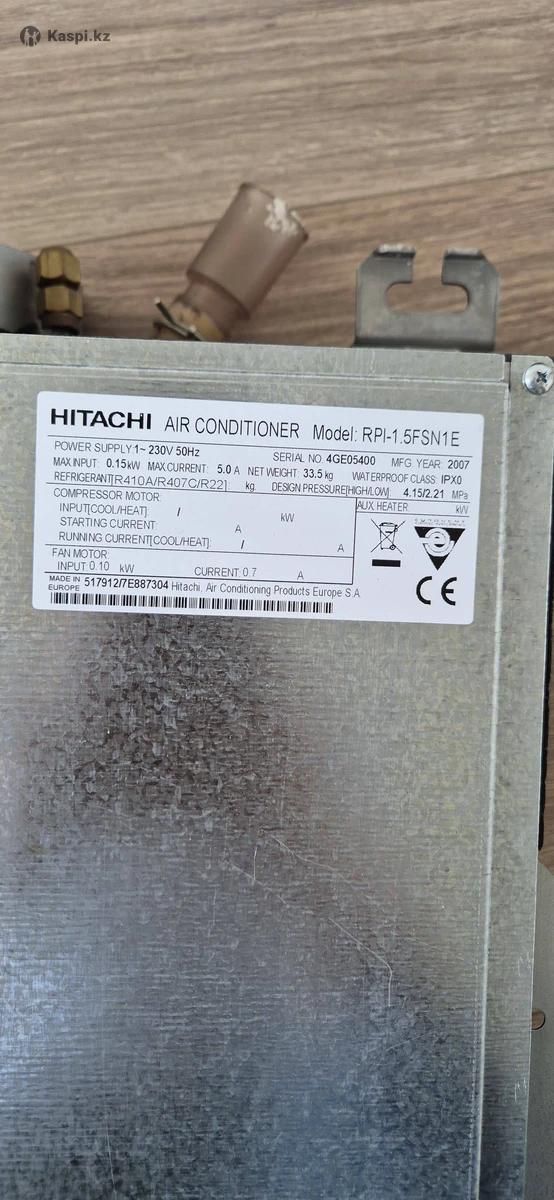 Kaspi.kz
HITACHI AIR CONDITIONER Model: RPI-1.5FSN1E
POWER SUPPLY:1~ 230V 50Hz SERIAL NO. 4GE05400 MFG. YEAR: 2007
MAX.INPUT: 0.15kW MAX.CURRENT: 5.0 A NET WEIGHT: 33.5 kg WATERPROOF CLASS: IPX0
REFRIGERANT[R410A/R407C/R22]: kg. DESIGN PRESSURE[HIGH/LOW] 4.15/2.21 MPa
COMPRESSOR MOTOR: AUX.HEATER: kW
INPUT[COOL/HEAT]: / kW
STARTING CURRENT: A
RUNNING CURRENT[COOL/HEAT]: / A
FAN MOTOR:
INPUT: 0.10 kW CURRENT: 0.7 A
MADE IN EUROPE 517912/7E887304 Hitachi, Air Conditioning Products Europe S.A.
CE